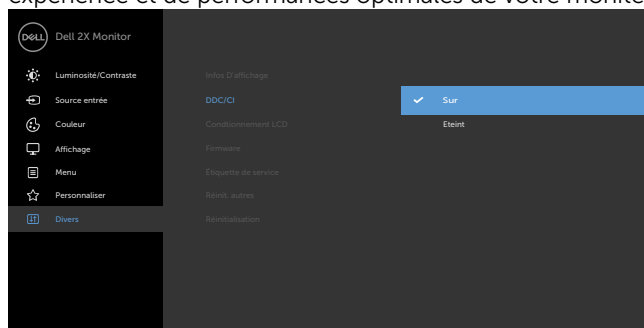 expérience et de performances optimales de votre monite
DELL
Dell 2X Monitor
Luminosité/Contraste
Source entrée
Couleur
Affichage
Menu
Personnaliser
Divers
Infos D'affichage
DDC/CI
Condtionnement LCD
Firmware
Étiquette de service
Réinit. autres
Réinitialisation
Sur
Eteint